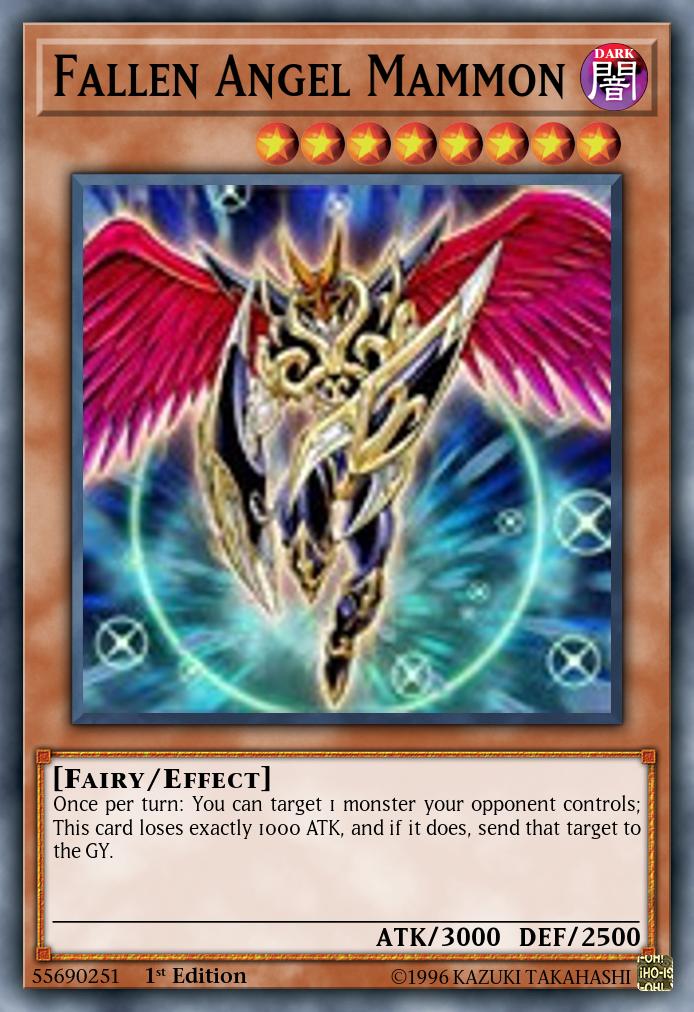 Fallen Angel Mammon
DARK
闇
[Fairy/Effect]
Once per turn: You can target 1 monster your opponent controls;
This card loses exactly 1000 ATK, and if it does, send that target to
the GY.
ATK/3000 DEF/2500
55690251 1st Edition ©1996 KAZUKI TAKAHASHI